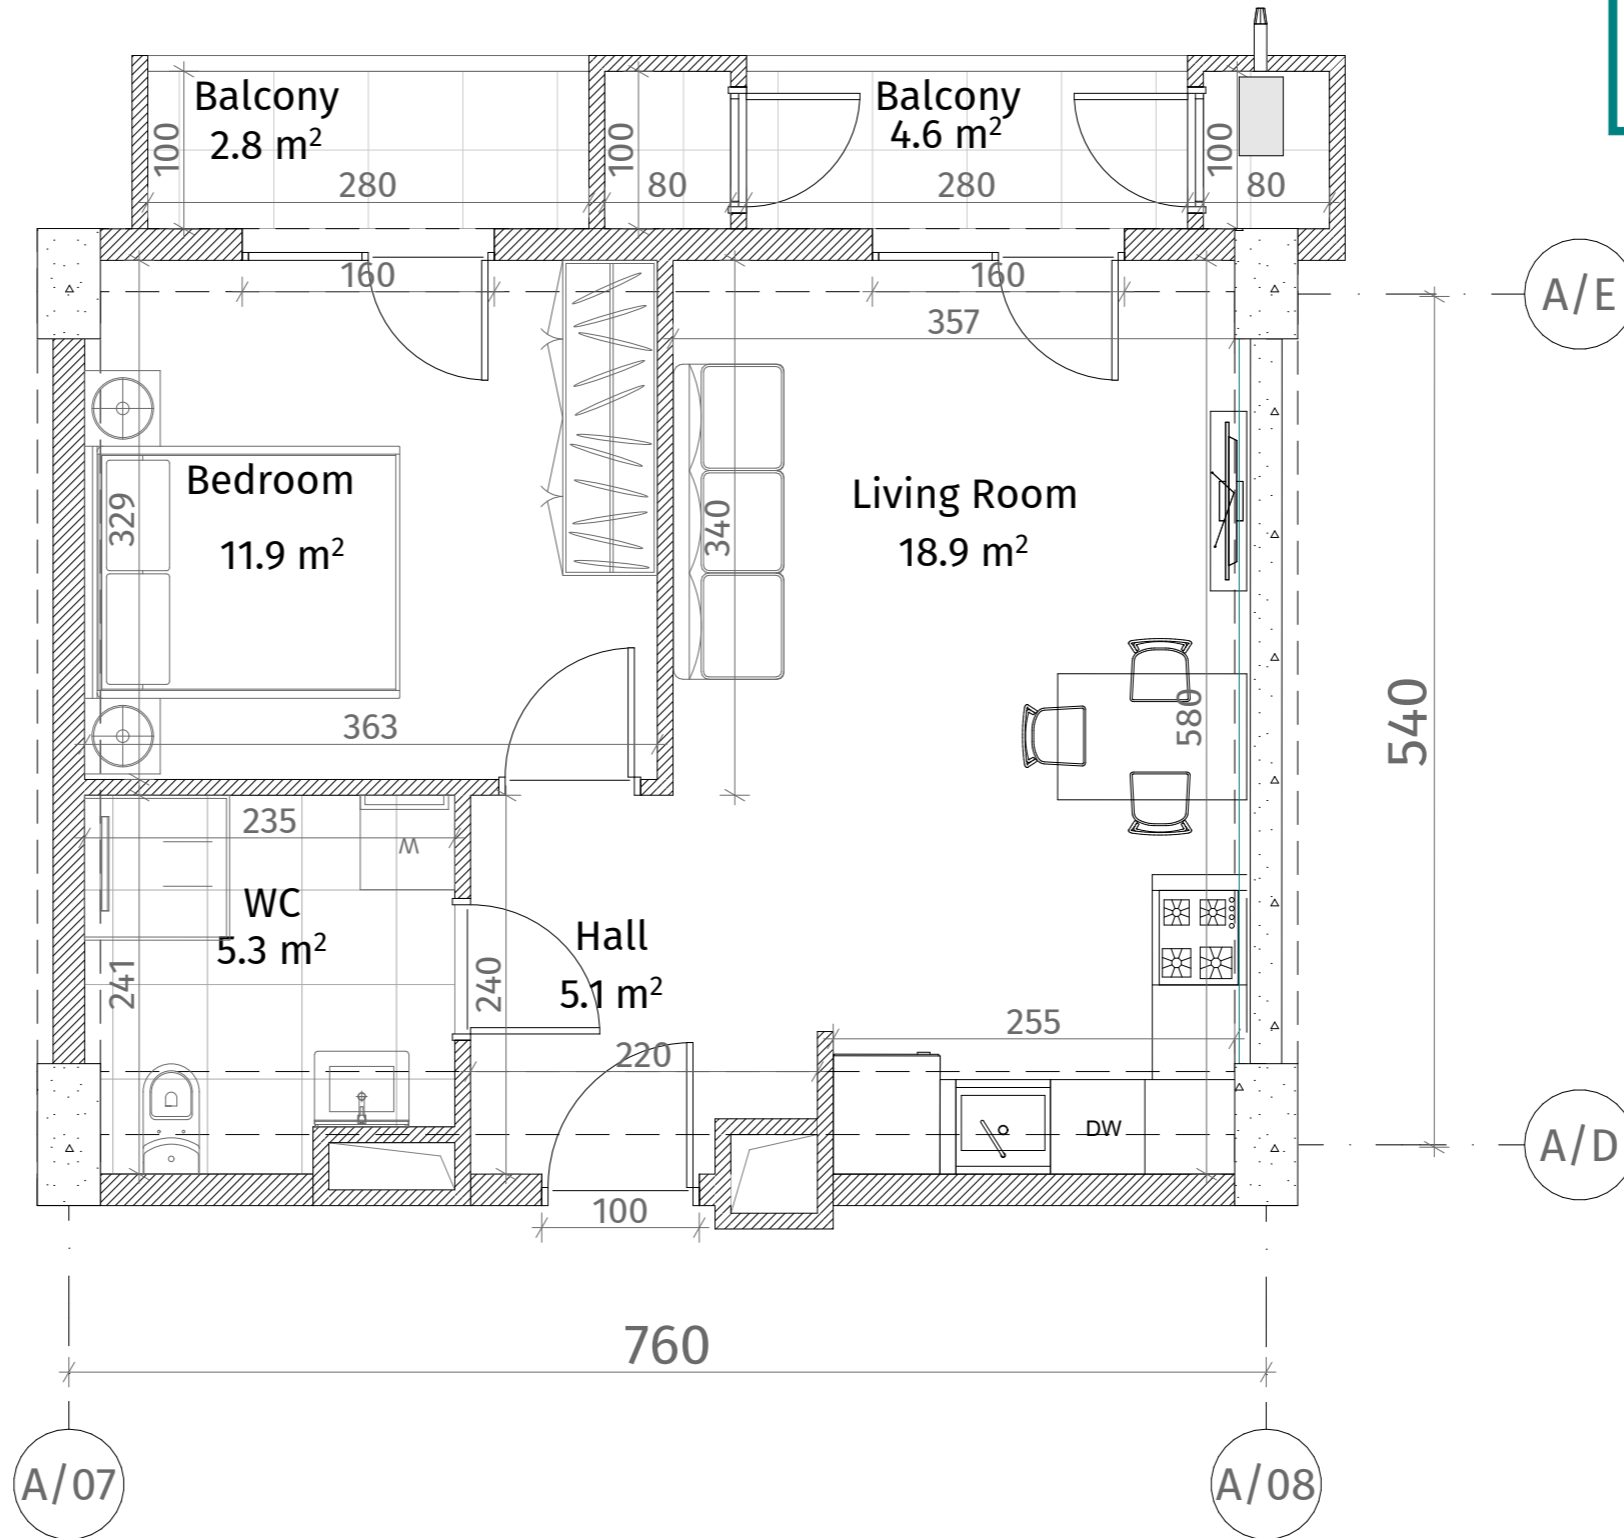 Balcony
2.8 m²
100
280
100
80
Balcony
4.6 m²
280
100
80
160
160
357
A/E
Bedroom
11.9 m²
329
363
340
Living Room
18.9 m²
580
540
235
W
WC
5.3 m²
241
Hall
5.1 m²
240
220
255
DW
A/D
100
760
A/07
A/08